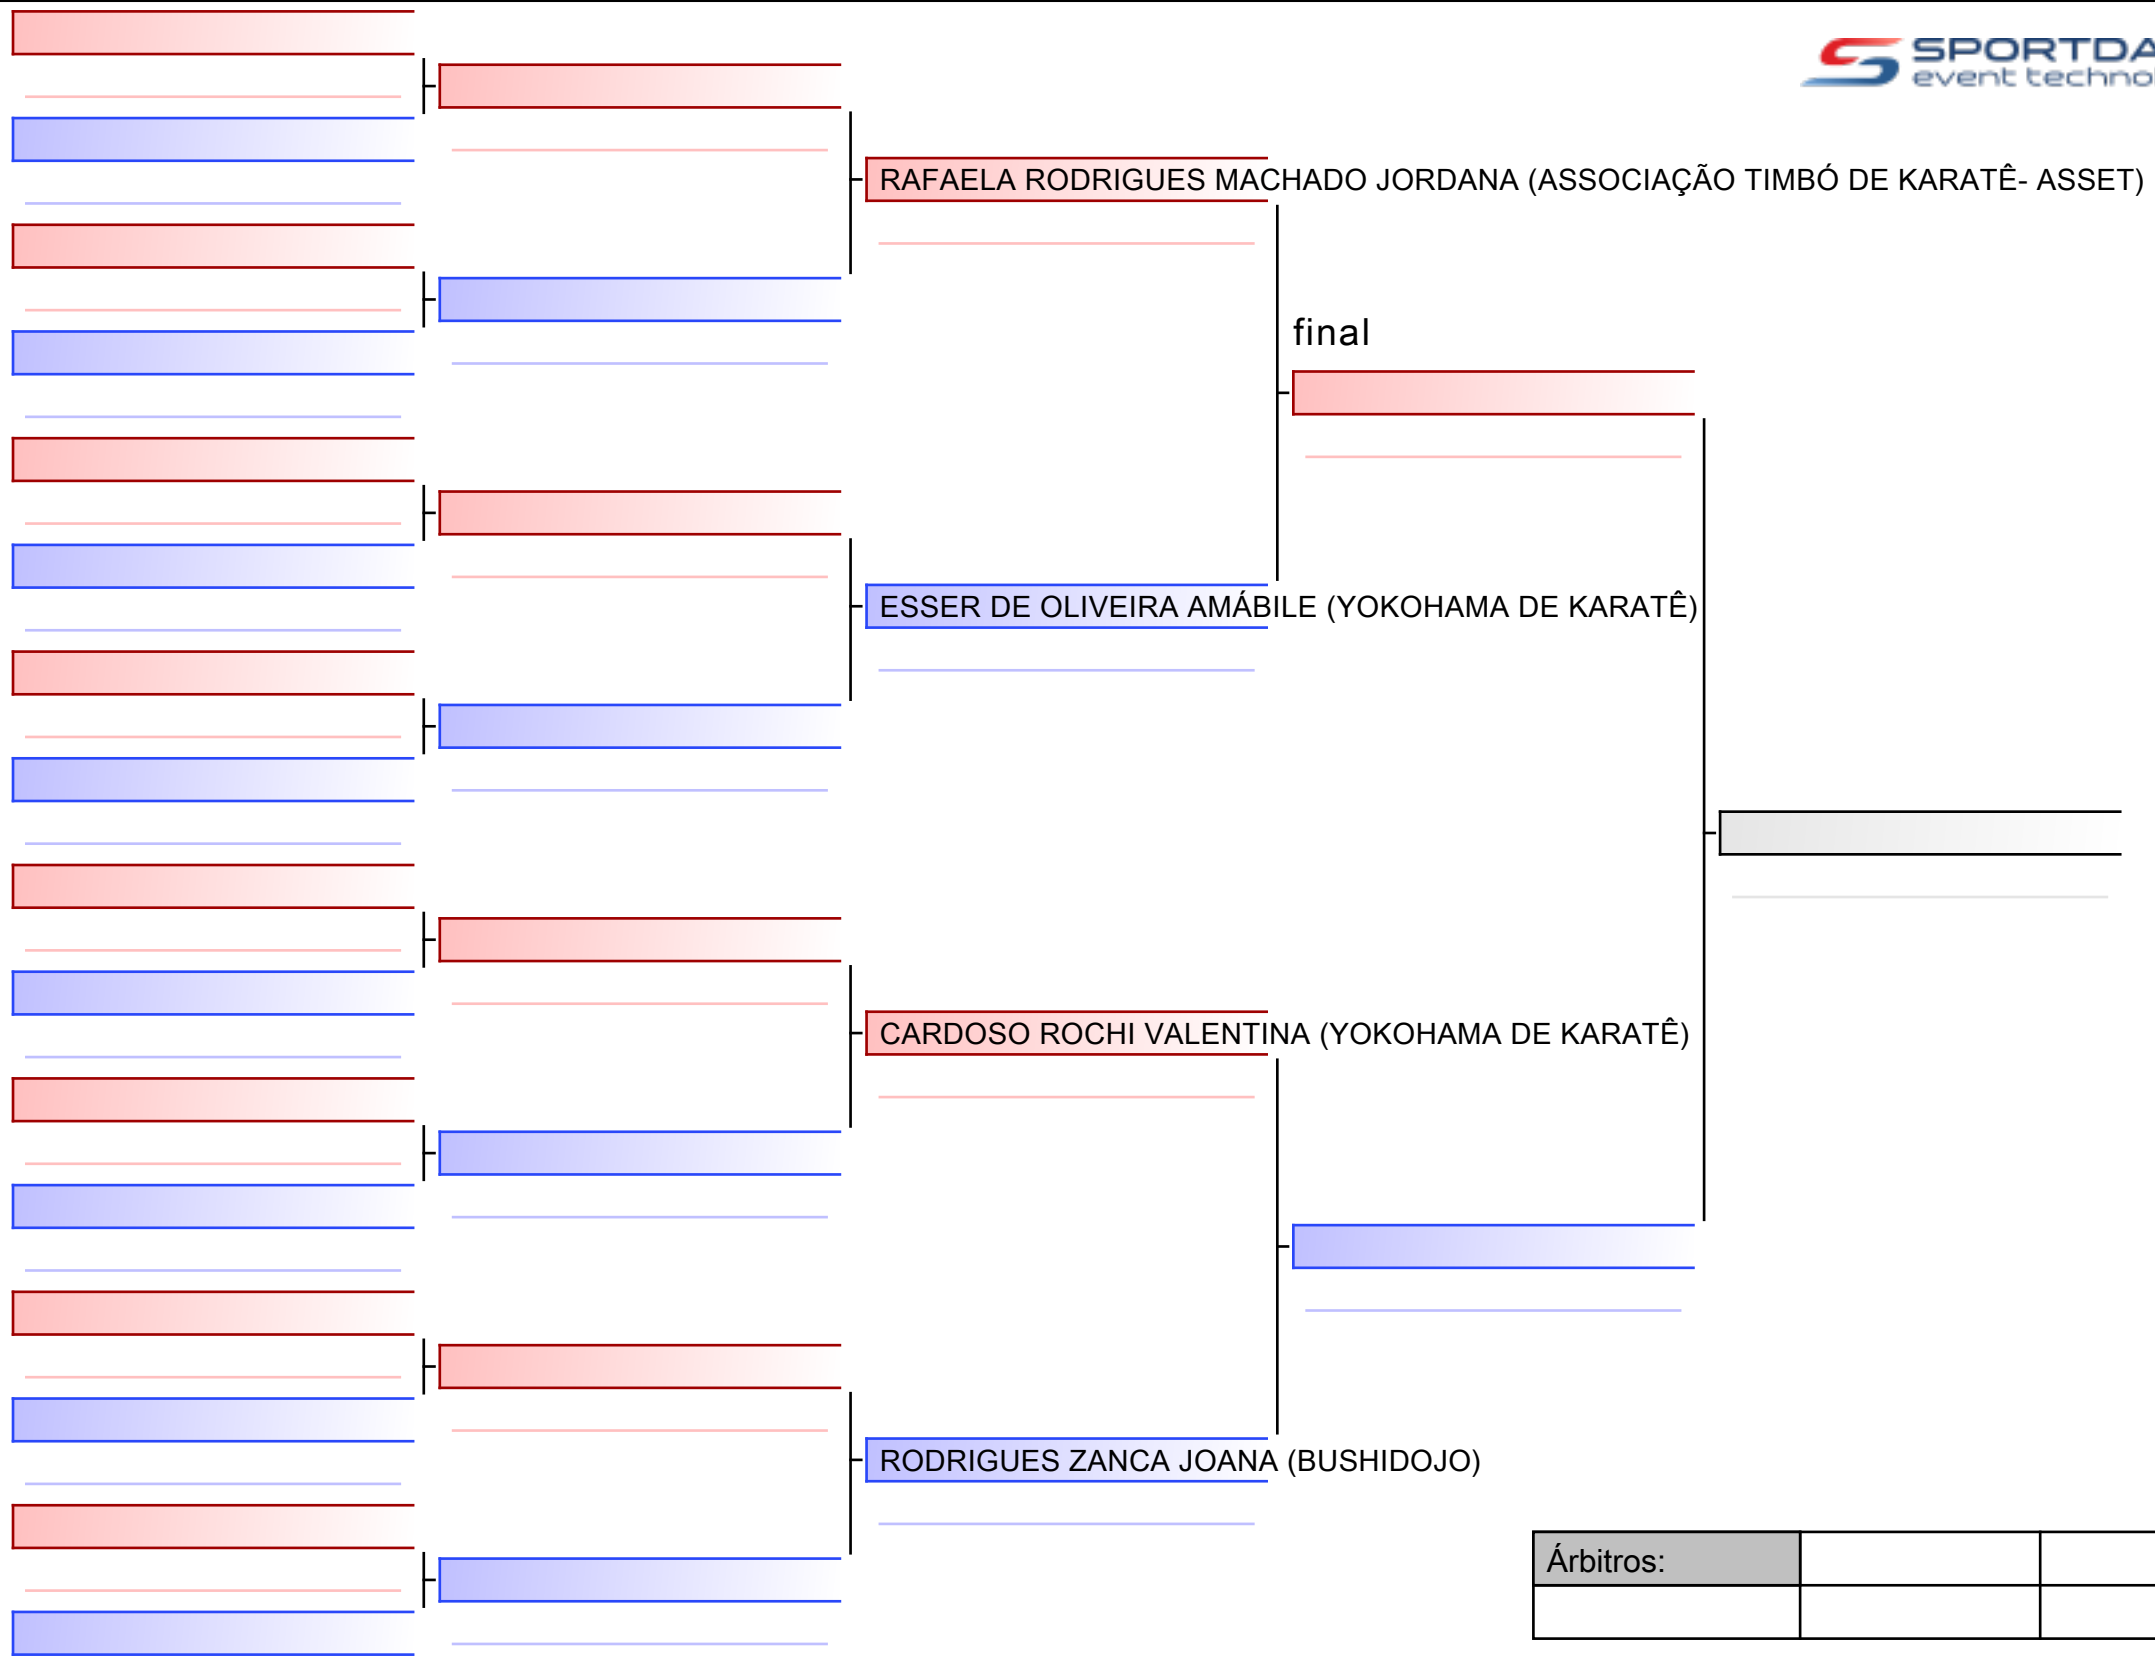 SPORTDA
event techno
RAFAELA RODRIGUES MACHADO JORDANA (ASSOCIAÇÃO TIMBÓ DE KARATÊ- ASSET)
final
ESSER DE OLIVEIRA AMÁBILE (YOKOHAMA DE KARATÊ)
CARDOSO ROCHI VALENTINA (YOKOHAMA DE KARATÊ)
RODRIGUES ZANCA JOANA (BUSHIDOJO)
Árbitros: